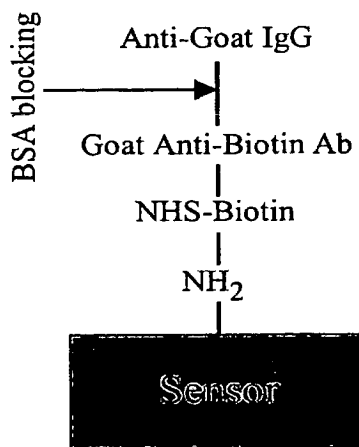 Anti-Goat IgG
BSA blocking
Goat Anti-Biotin Ab
NHS-Biotin
NH2
Sensor